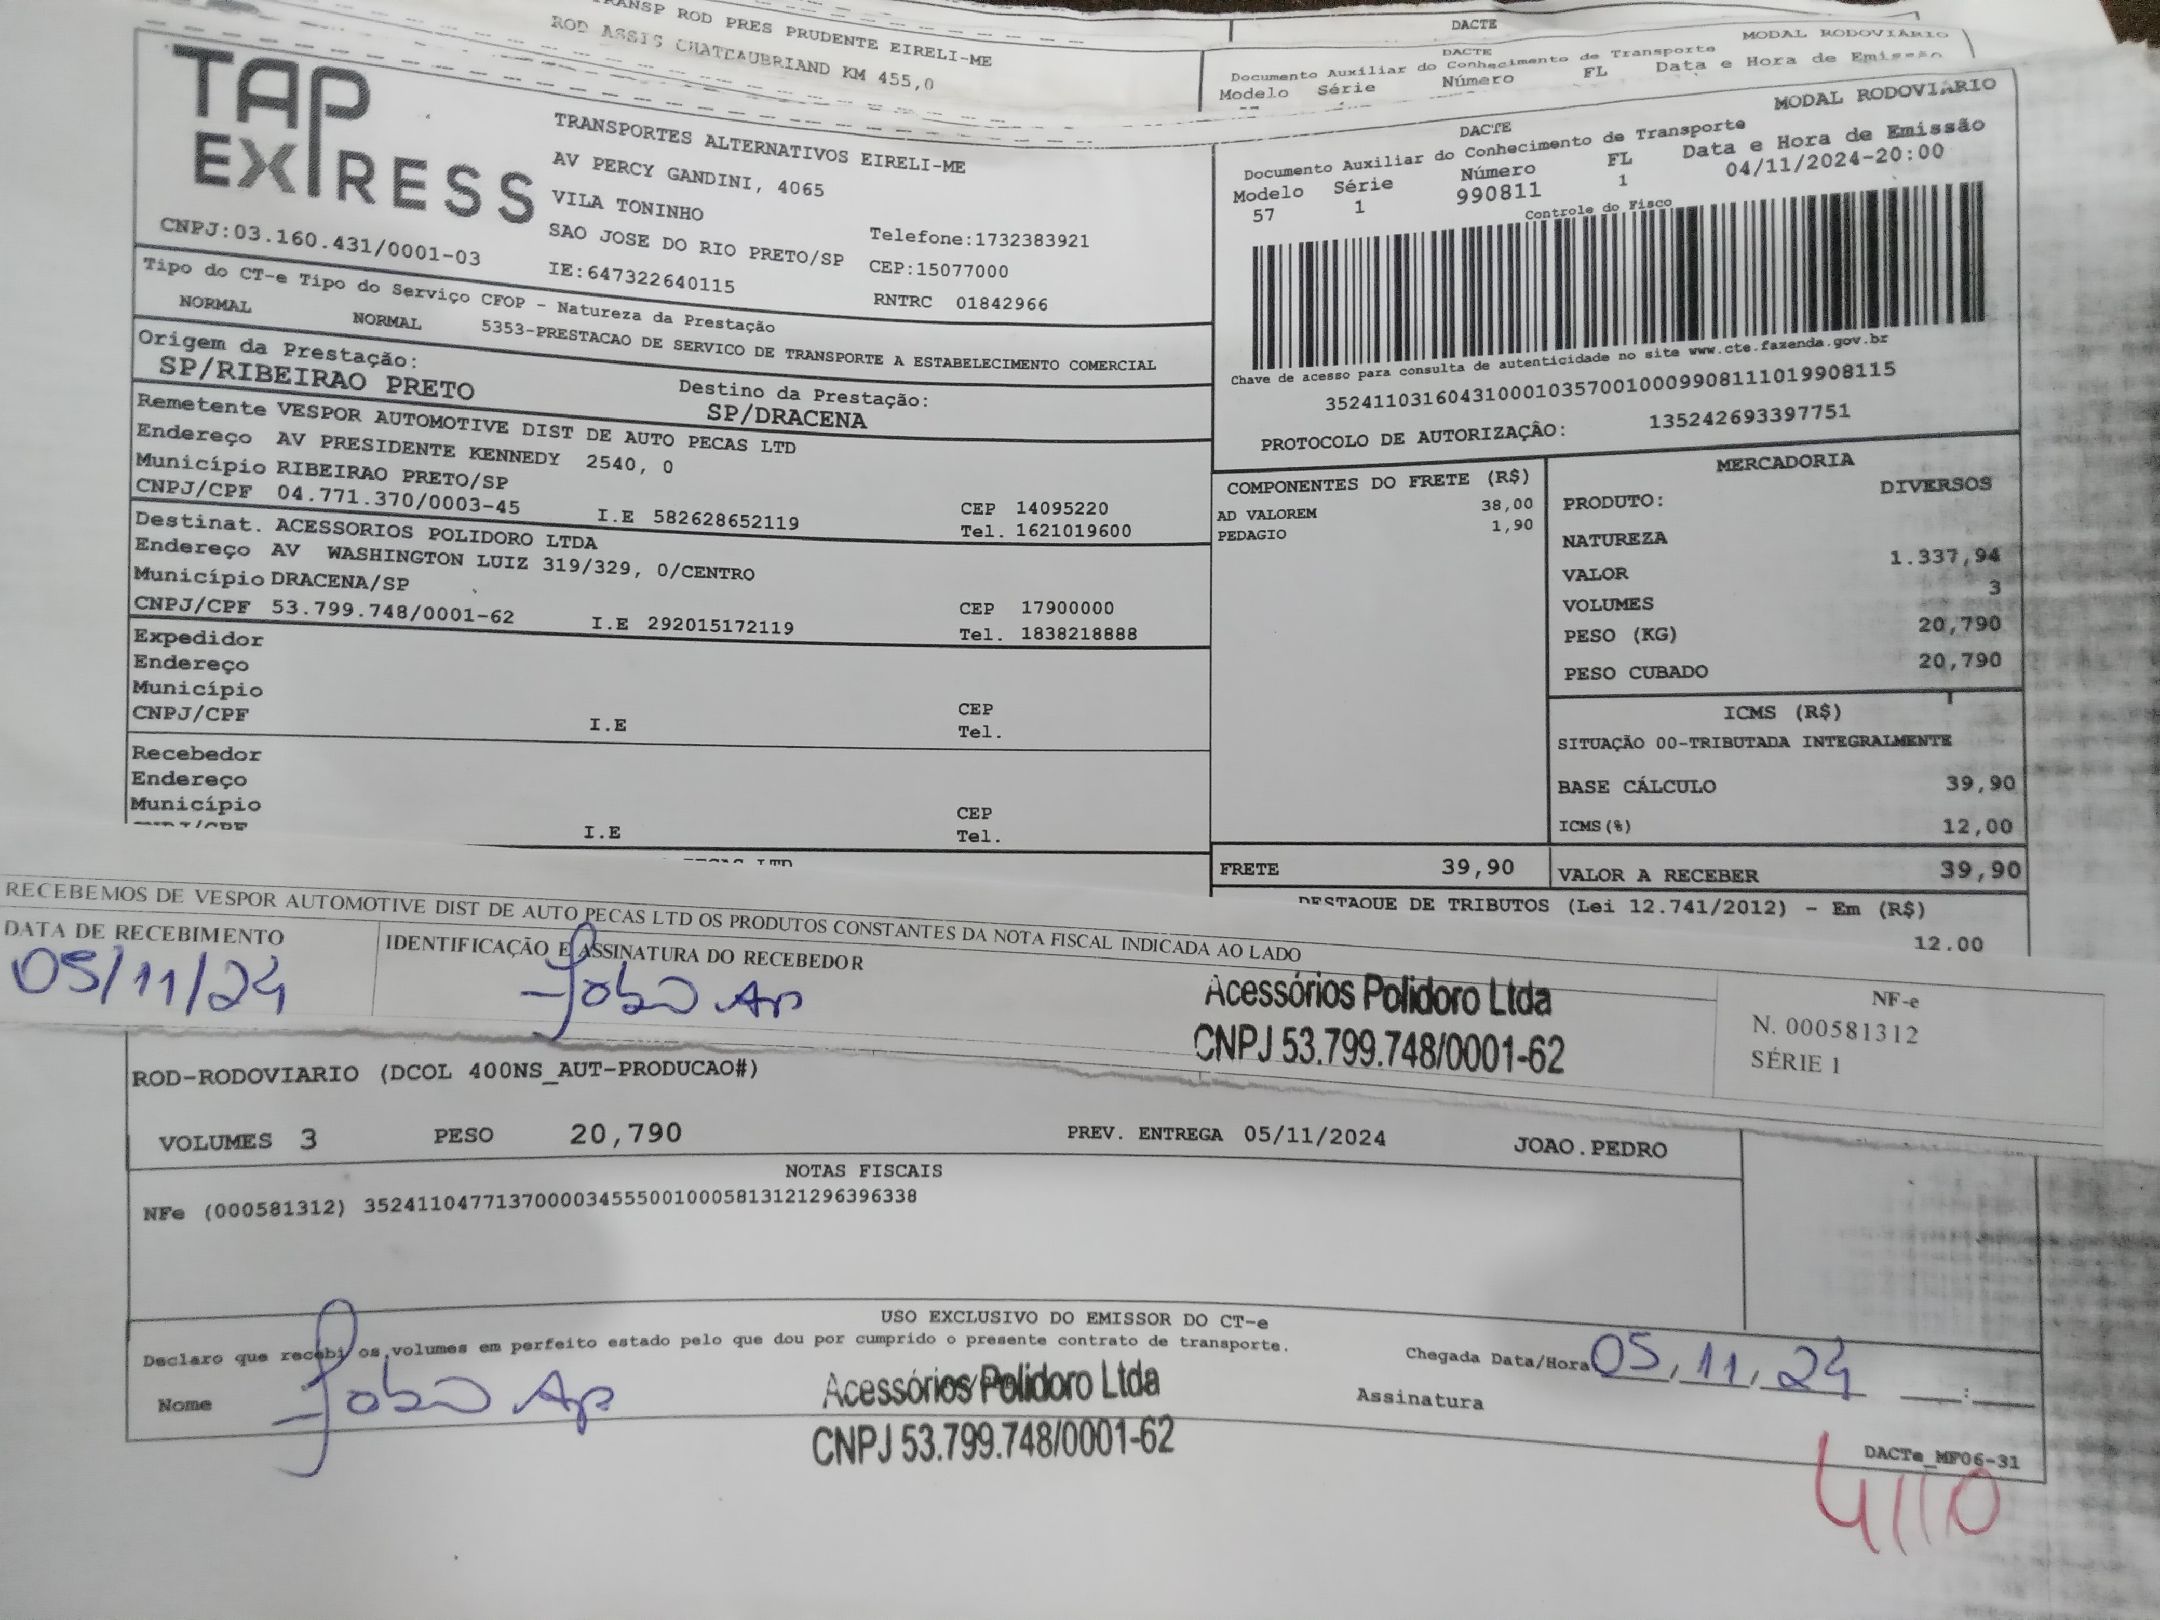 TRANSP ROD PRES PRUDENTE EIRELI-ME
ROD ASSIS CHATEAUBRIAND KM 455,0
DACTE
DACTE
MODAL RODOVIARIO
Documento Auxiliar do Conhecimento de Transporte
Modelo Série Número FL Data e Hora de Emissão
TAP
EXPRESS
CNPJ:03.160.431/0001-03
TRANSPORTES ALTERNATIVOS EIRELI-ME
AV PERCY GANDINI, 4065
VILA TONINHO
SAO JOSE DO RIO PRETO/SP
IE:647322640115
Telefone:1732383921
CEP:15077000
RNTRC 01842966
DACTE
MODAL RODOVIÁRIO
Documento Auxiliar do Conhecimento de Transporte
Modelo Série Número FL Data e Hora de Emissão
57 1 990811 1 04/11/2024-20:00
Controle do Fisco
Chave de acesso para consulta de autenticidade no site www.cte.fazenda.gov.br
35241103160431000103570010009908111019908115
PROTOCOLO DE AUTORIZAÇÃO: 135242693397751
Tipo do CT-e Tipo do Serviço CFOP - Natureza da Prestação
NORMAL NORMAL 5353-PRESTACAO DE SERVICO DE TRANSPORTE A ESTABELECIMENTO COMERCIAL
Origem da Prestação:
SP/RIBEIRAO PRETO
Destino da Prestação:
SP/DRACENA
Remetente VESPOR AUTOMOTIVE DIST DE AUTO PECAS LTD
Endereço AV PRESIDENTE KENNEDY 2540, 0
Município RIBEIRAO PRETO/SP
CEP 14095220
CNPJ/CPF 04.771.370/0003-45 I.E 582628652119 Tel. 1621019600
Destinat. ACESSORIOS POLIDORO LTDA
Endereço AV WASHINGTON LUIZ 319/329, 0/CENTRO
Município DRACENA/SP
CEP 17900000
CNPJ/CPF 53.799.748/0001-62 I.E 292015172119 Tel. 1838218888
Expedidor
Endereço
Município
CEP
CNPJ/CPF I.E Tel.
Recebedor
Endereço
Município
CEP
CNPJ/CPF I.E Tel.
COMPONENTES DO FRETE (R$)
AD VALOREM 38,00
PEDAGIO 1,90
FRETE 39,90
MERCADORIA
PRODUTO: DIVERSOS
NATUREZA
VALOR 1.337,94
VOLUMES 3
PESO (KG) 20,790
PESO CUBADO 20,790
ICMS (R$)
SITUAÇÃO 00-TRIBUTADA INTEGRALMENTE
BASE CÁLCULO 39,90
ICMS(%) 12,00
VALOR A RECEBER 39,90
DESTAQUE DE TRIBUTOS (Lei 12.741/2012) - Em (R$)
12.00
RECEBEMOS DE VESPOR AUTOMOTIVE DIST DE AUTO PECAS LTD OS PRODUTOS CONSTANTES DA NOTA FISCAL INDICADA AO LADO
DATA DE RECEBIMENTO
05/11/24
IDENTIFICAÇÃO E ASSINATURA DO RECEBEDOR
João Ap
Acessórios Polidoro Ltda
CNPJ 53.799.748/0001-62
NF-e
N. 000581312
SÉRIE 1
ROD-RODOVIARIO (DCOL 400NS_AUT-PRODUCAO#)
VOLUMES 3 PESO 20,790 PREV. ENTREGA 05/11/2024 JOAO.PEDRO
NOTAS FISCAIS
NFe (000581312) 35241104771370000345550010005813121296396338
USO EXCLUSIVO DO EMISSOR DO CT-e
Declaro que recebi os volumes em perfeito estado pelo que dou por cumprido o presente contrato de transporte.
Nome João Ap
Acessórios Polidoro Ltda
CNPJ 53.799.748/0001-62
Chegada Data/Hora 05,11,24 :
Assinatura
DACTe_MF06-31